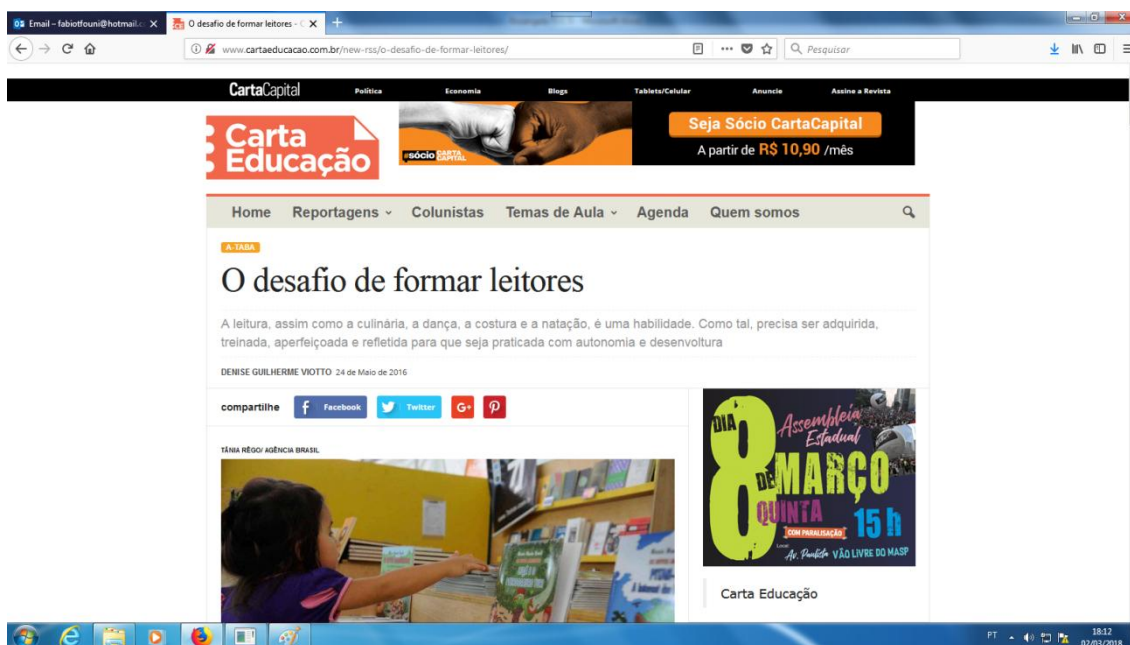 Email – fabiotfouni@hotmail.c
O desafio de formar leitores -
www.cartaeducacao.com.br/new-rss/o-desafio-de-formar-leitores/
Pesquisar
CartaCapital
Política
Economia
Blogs
Tablets/Celular
Anuncie
Assine a Revista
Carta
Educação
#SÓCIO CARTA CAPITAL
Seja Sócio CartaCapital
A partir de R$ 10,90 /mês
Home Reportagens Colunistas Temas de Aula Agenda Quem somos
A-TABA
O desafio de formar leitores
A leitura, assim como a culinária, a dança, a costura e a natação, é uma habilidade. Como tal, precisa ser adquirida,
treinada, aperfeiçoada e refletida para que seja praticada com autonomia e desenvoltura
DENISE GUILHERME VIOTTO 24 de Maio de 2016
compartilhe Facebook Twitter G+
TÂNIA RÊGO/ AGÊNCIA BRASIL
DIA
8
Assembleia
Estadual
DE MARÇO
QUINTA
15 h
COM PARALISAÇÃO
Local
Av. Paulista VÃO LIVRE DO MASP
Carta Educação
PT
18:12
02/03/2018